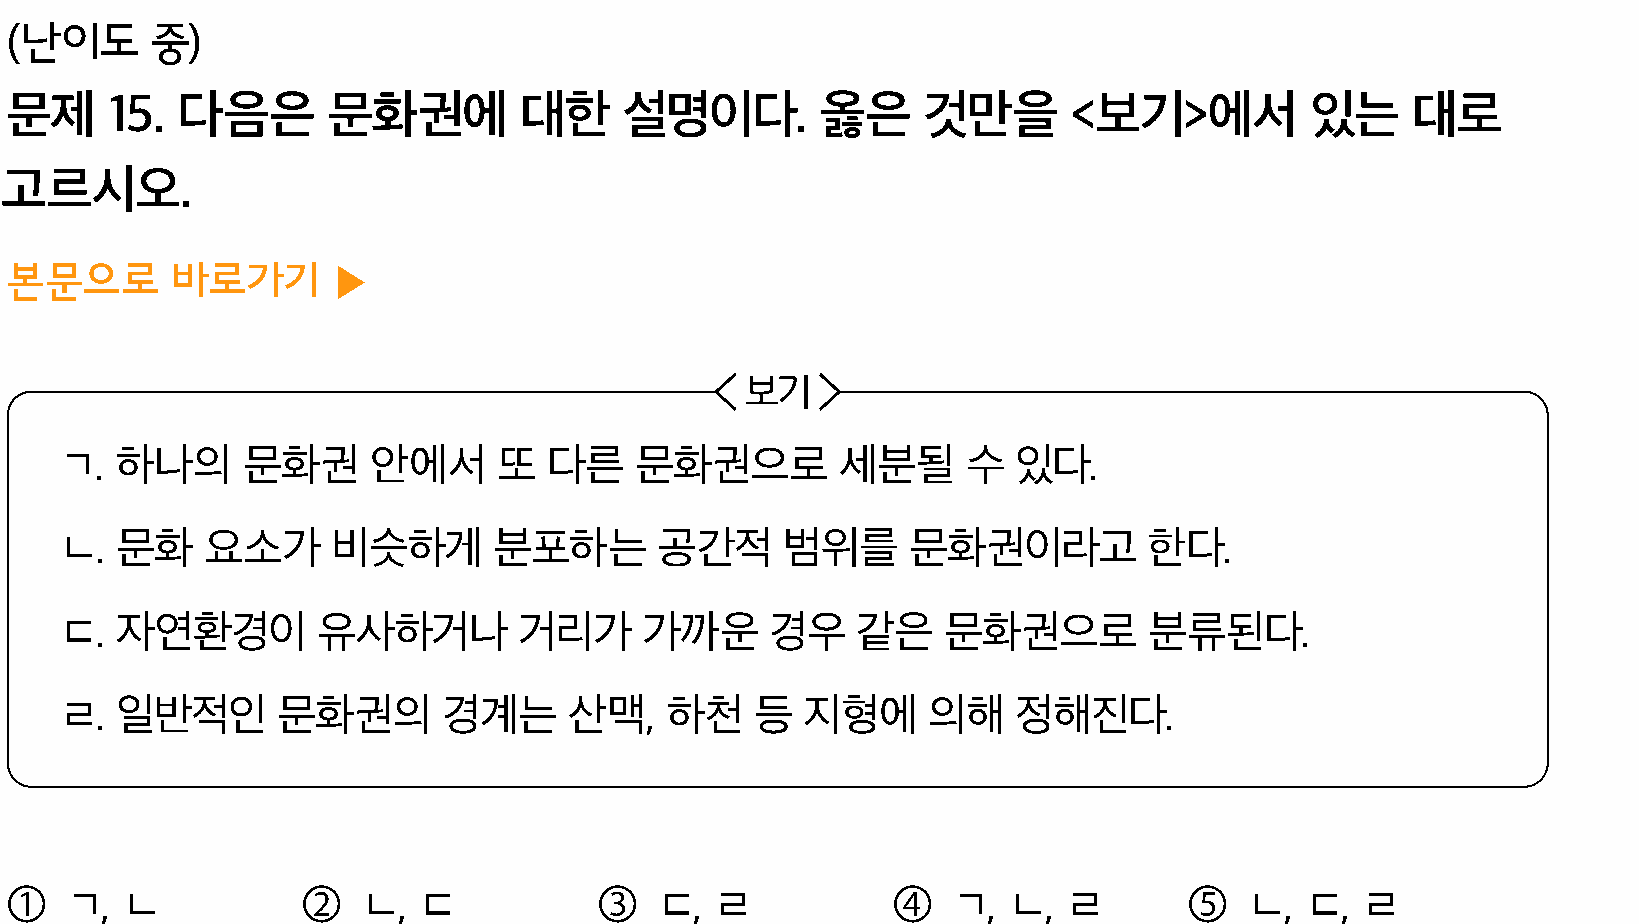 (난이도 중)
문제 15. 다음은 문화권에 대한 설명이다. 옳은 것만을 <보기>에서 있는 대로
고르시오.
본문으로 바로가기 ▶
<보기>
ㄱ. 하나의 문화권 안에서 또 다른 문화권으로 세분될 수 있다.
ㄴ. 문화 요소가 비슷하게 분포하는 공간적 범위를 문화권이라고 한다.
ㄷ. 자연환경이 유사하거나 거리가 가까운 경우 같은 문화권으로 분류된다.
ㄹ. 일반적인 문화권의 경계는 산맥, 하천 등 지형에 의해 정해진다.
① ㄱ, ㄴ ② ㄴ, ㄷ ③ ㄷ, ㄹ ④ ㄱ, ㄴ, ㄹ ⑤ ㄴ, ㄷ, ㄹ